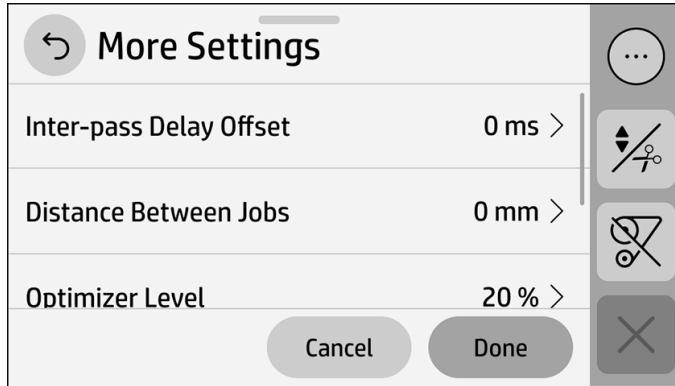 More Settings
Inter-pass Delay Offset 0 ms
Distance Between Jobs 0 mm
Optimizer Level 20 %
Cancel Done